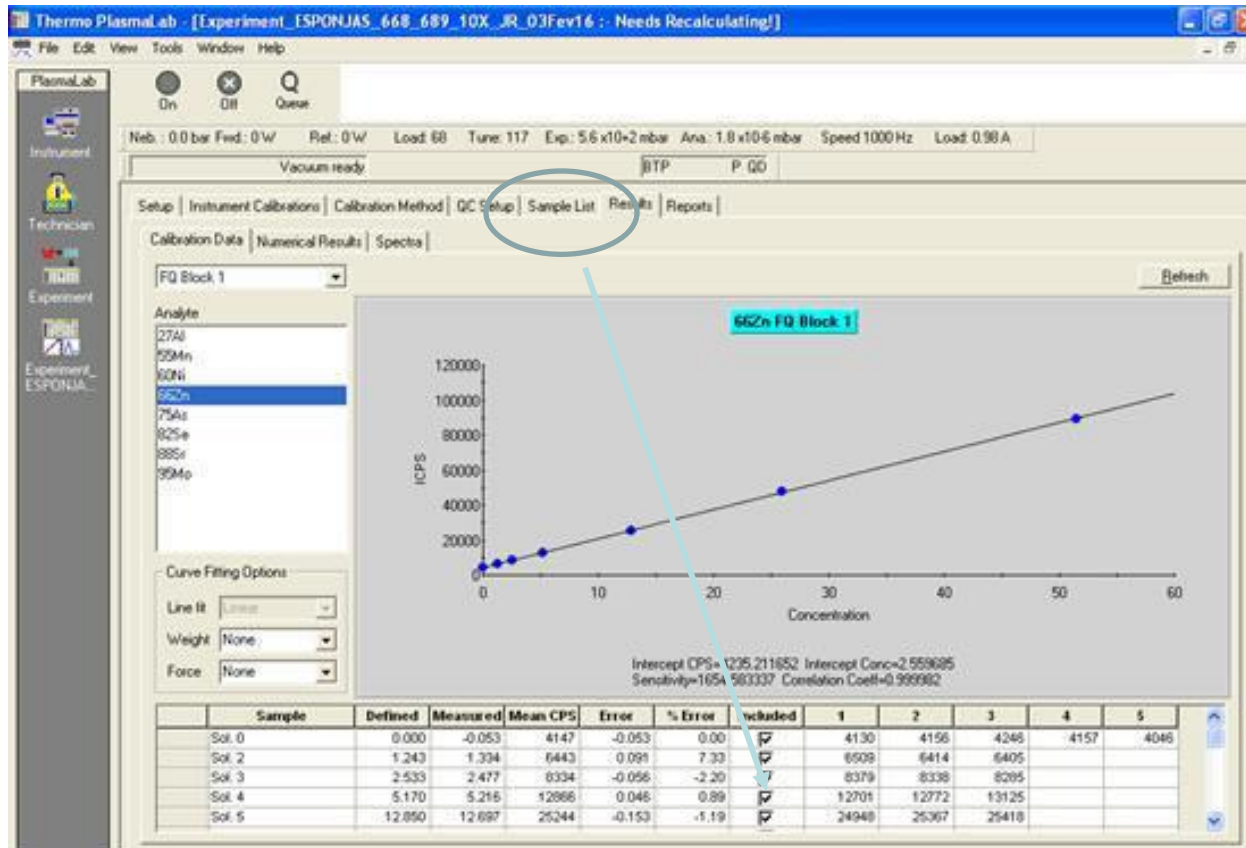 Thermo PlasmaLab - [Experiment_ESPONJAS_668_689_10X_JR_03Fev16 :- Needs Recalculating!]
File Edit View Tools Window Help
PlasmaLab
On Off Queue
Instrument
Technician
Experiment
Experiment_
ESPONJA...
Neb. : 0.0 bar Fwd.: 0 W Ref.: 0 W Load: 68 Tune: 117 Exp.: 5.6 x10+2 mbar Ana.: 1.8 x10-6 mbar Speed 1000 Hz Load: 0.98 A
Vacuum ready BTP P QD
Setup Instrument Calibrations Calibration Method QC Setup Sample List Results Reports
Calibration Data Numerical Results Spectra
FQ Block 1
Refresh
Analyte
27Al
55Mn
60Ni
66Zn
75As
82Se
88Sr
95Mo
66Zn FQ Block 1
ICPS
120000
100000
80000
60000
40000
20000
0
0 10 20 30 40 50 60
Concentration
Curve Fitting Options
Line fit Linear
Weight None
Force None
Intercept CPS= 235.211652 Intercept Conc=2.559685
Sensitivity=1654.583337 Correlation Coeff=0.999982
Sample Defined Measured Mean CPS Error % Error Included 1 2 3 4 5
Sol. 0 0.000 -0.053 4147 -0.053 0.00 4130 4156 4246 4157 4046
Sol. 2 1.243 1.334 6443 0.091 7.33 6509 6414 6405
Sol. 3 2.533 2.477 8334 -0.056 -2.20 8379 8338 8285
Sol. 4 5.170 5.216 12866 0.046 0.89 12701 12772 13125
Sol. 5 12.850 12.697 25244 -0.153 -1.19 24948 25367 25418